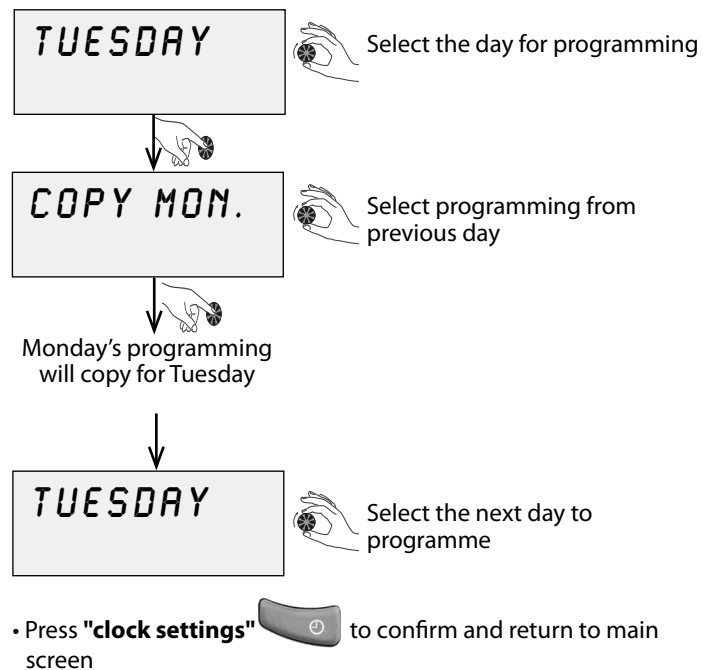 TUESDAY
Select the day for programming
COPY MON.
Select programming from
previous day
Monday's programming
will copy for Tuesday
TUESDAY
Select the next day to
programme
• Press "clock settings" to confirm and return to main
screen